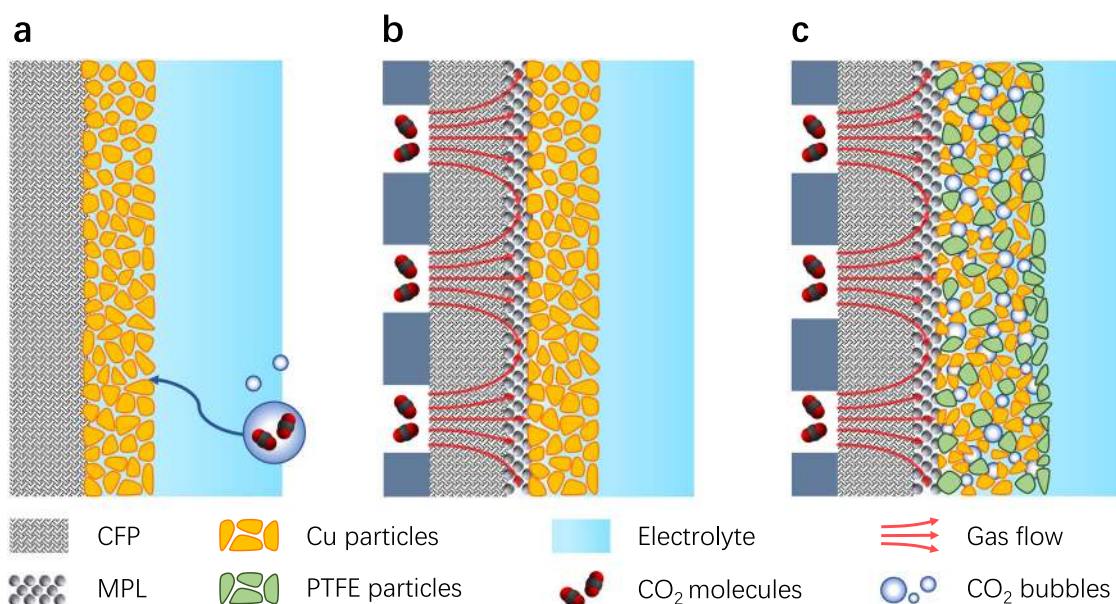 a b c
CFP Cu particles Electrolyte Gas flow
MPL PTFE particles CO₂ molecules CO₂ bubbles